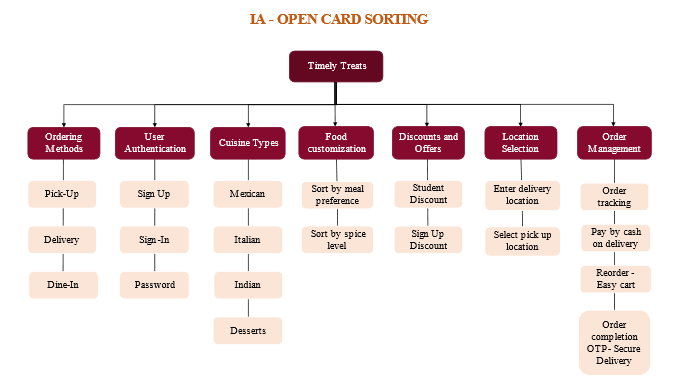 IA - OPEN CARD SORTING
Timely Treats
Ordering
Methods
User
Authentication
Cuisine Types
Food
customization
Discounts and
Offers
Location
Selection
Order
Management
Pick-Up
Delivery
Dine-In
Sign Up
Sign-In
Password
Mexican
Italian
Indian
Desserts
Sort by meal
preference
Sort by spice
level
Student
Discount
Sign Up
Discount
Enter delivery
location
Select pick up
location
Order
tracking
Pay by cash
on delivery
Reorder -
Easy cart
Order
completion
OTP- Secure
Delivery